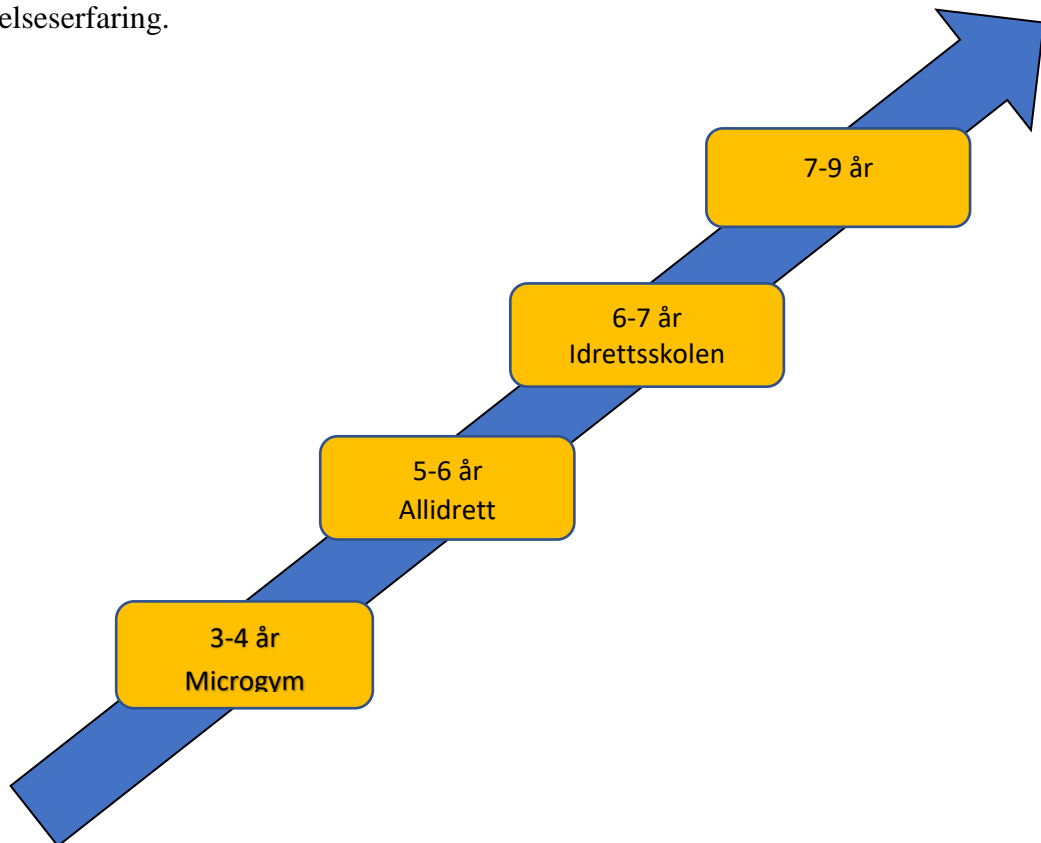 elseserfaring.
7-9 år
6-7 år
Idrettsskolen
5-6 år
Allidrett
3-4 år
Microgym